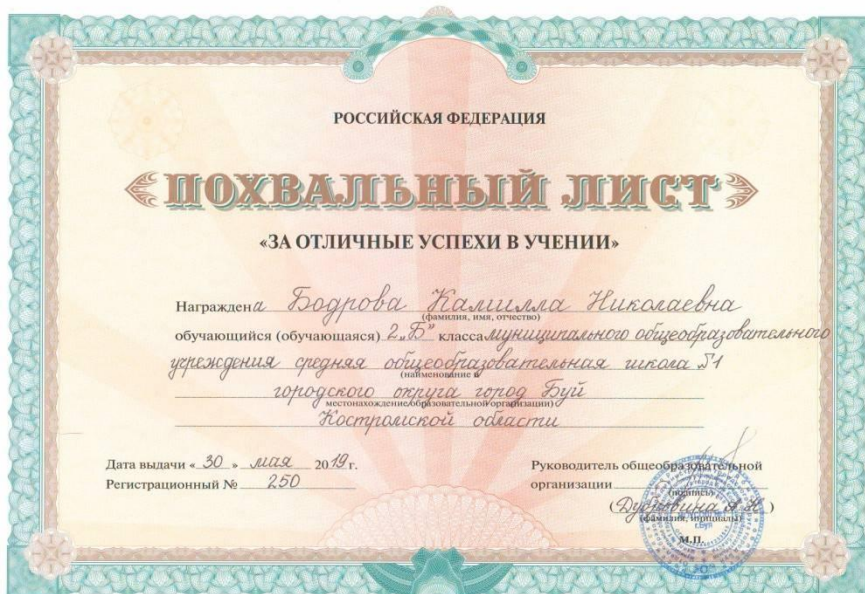 РОССИЙСКАЯ ФЕДЕРАЦИЯ
ПОХВАЛЬНЫЙ ЛИСТ
«ЗА ОТЛИЧНЫЕ УСПЕХИ В УЧЕНИИ»
Награждена Бодрова Камилла Николаевна
(фамилия, имя, отчество)
обучающийся (обучающаяся) 2 „Б" класса муниципального общеобразовательного
учреждения средняя общеобразовательная школа №1
(наименование и
городского округа город Буй
местонахождение образовательной организации)
Костромской области
Дата выдачи « 30 » мая 2019 г.
Регистрационный № 250
Руководитель общеобразовательной
организации
(подпись)
(Дубровина А.Н.)
(фамилия, инициалы)
М.П.